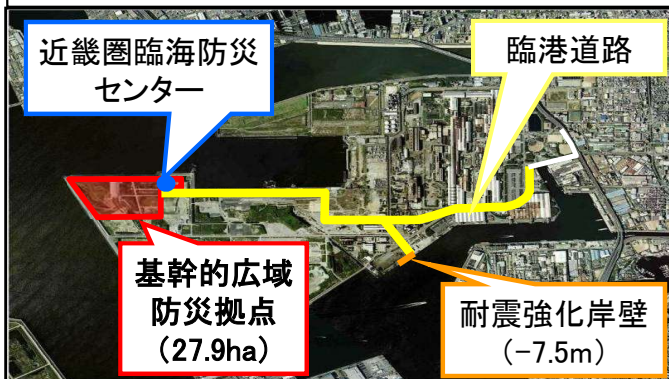 近畿圏臨海防災
センター
臨港道路
基幹的広域
防災拠点
（27.9ha）
耐震強化岸壁
（-7.5m）